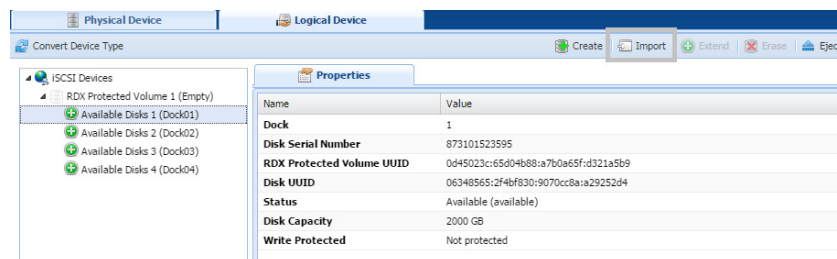 Physical Device Logical Device
Convert Device Type Create Import Extend Erase Ejec
iSCSI Devices Properties
RDX Protected Volume 1 (Empty) Name Value
Available Disks 1 (Dock01) Dock 1
Available Disks 2 (Dock02) Disk Serial Number 873101523595
Available Disks 3 (Dock03) RDX Protected Volume UUID 0d45023c:65d04b88:a7b0a65f:d321a5b9
Available Disks 4 (Dock04) Disk UUID 06348565:2f4bf830:9070cc8a:a29252d4
Status Available (available)
Disk Capacity 2000 GB
Write Protected Not protected